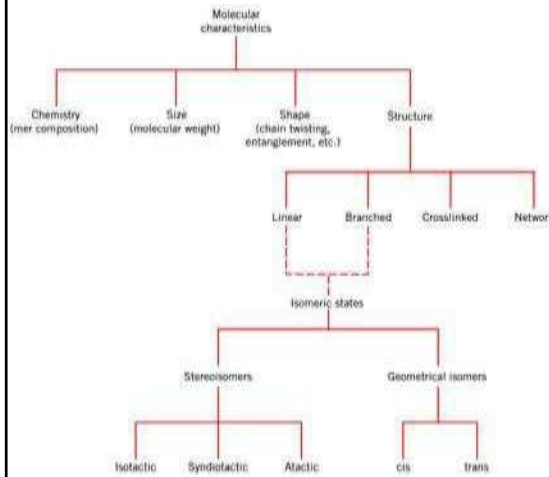 Molecular
characteristics
Chemistry
(mer composition)
Size
(molecular weight)
Shape
(chain twisting,
entanglement, etc.)
Structure
Linear
Branched
Crosslinked
Networ
Isomeric states
Stereoisomers
Geometrical isomers
Isotactic
Syndiotactic
Atactic
cis
trans